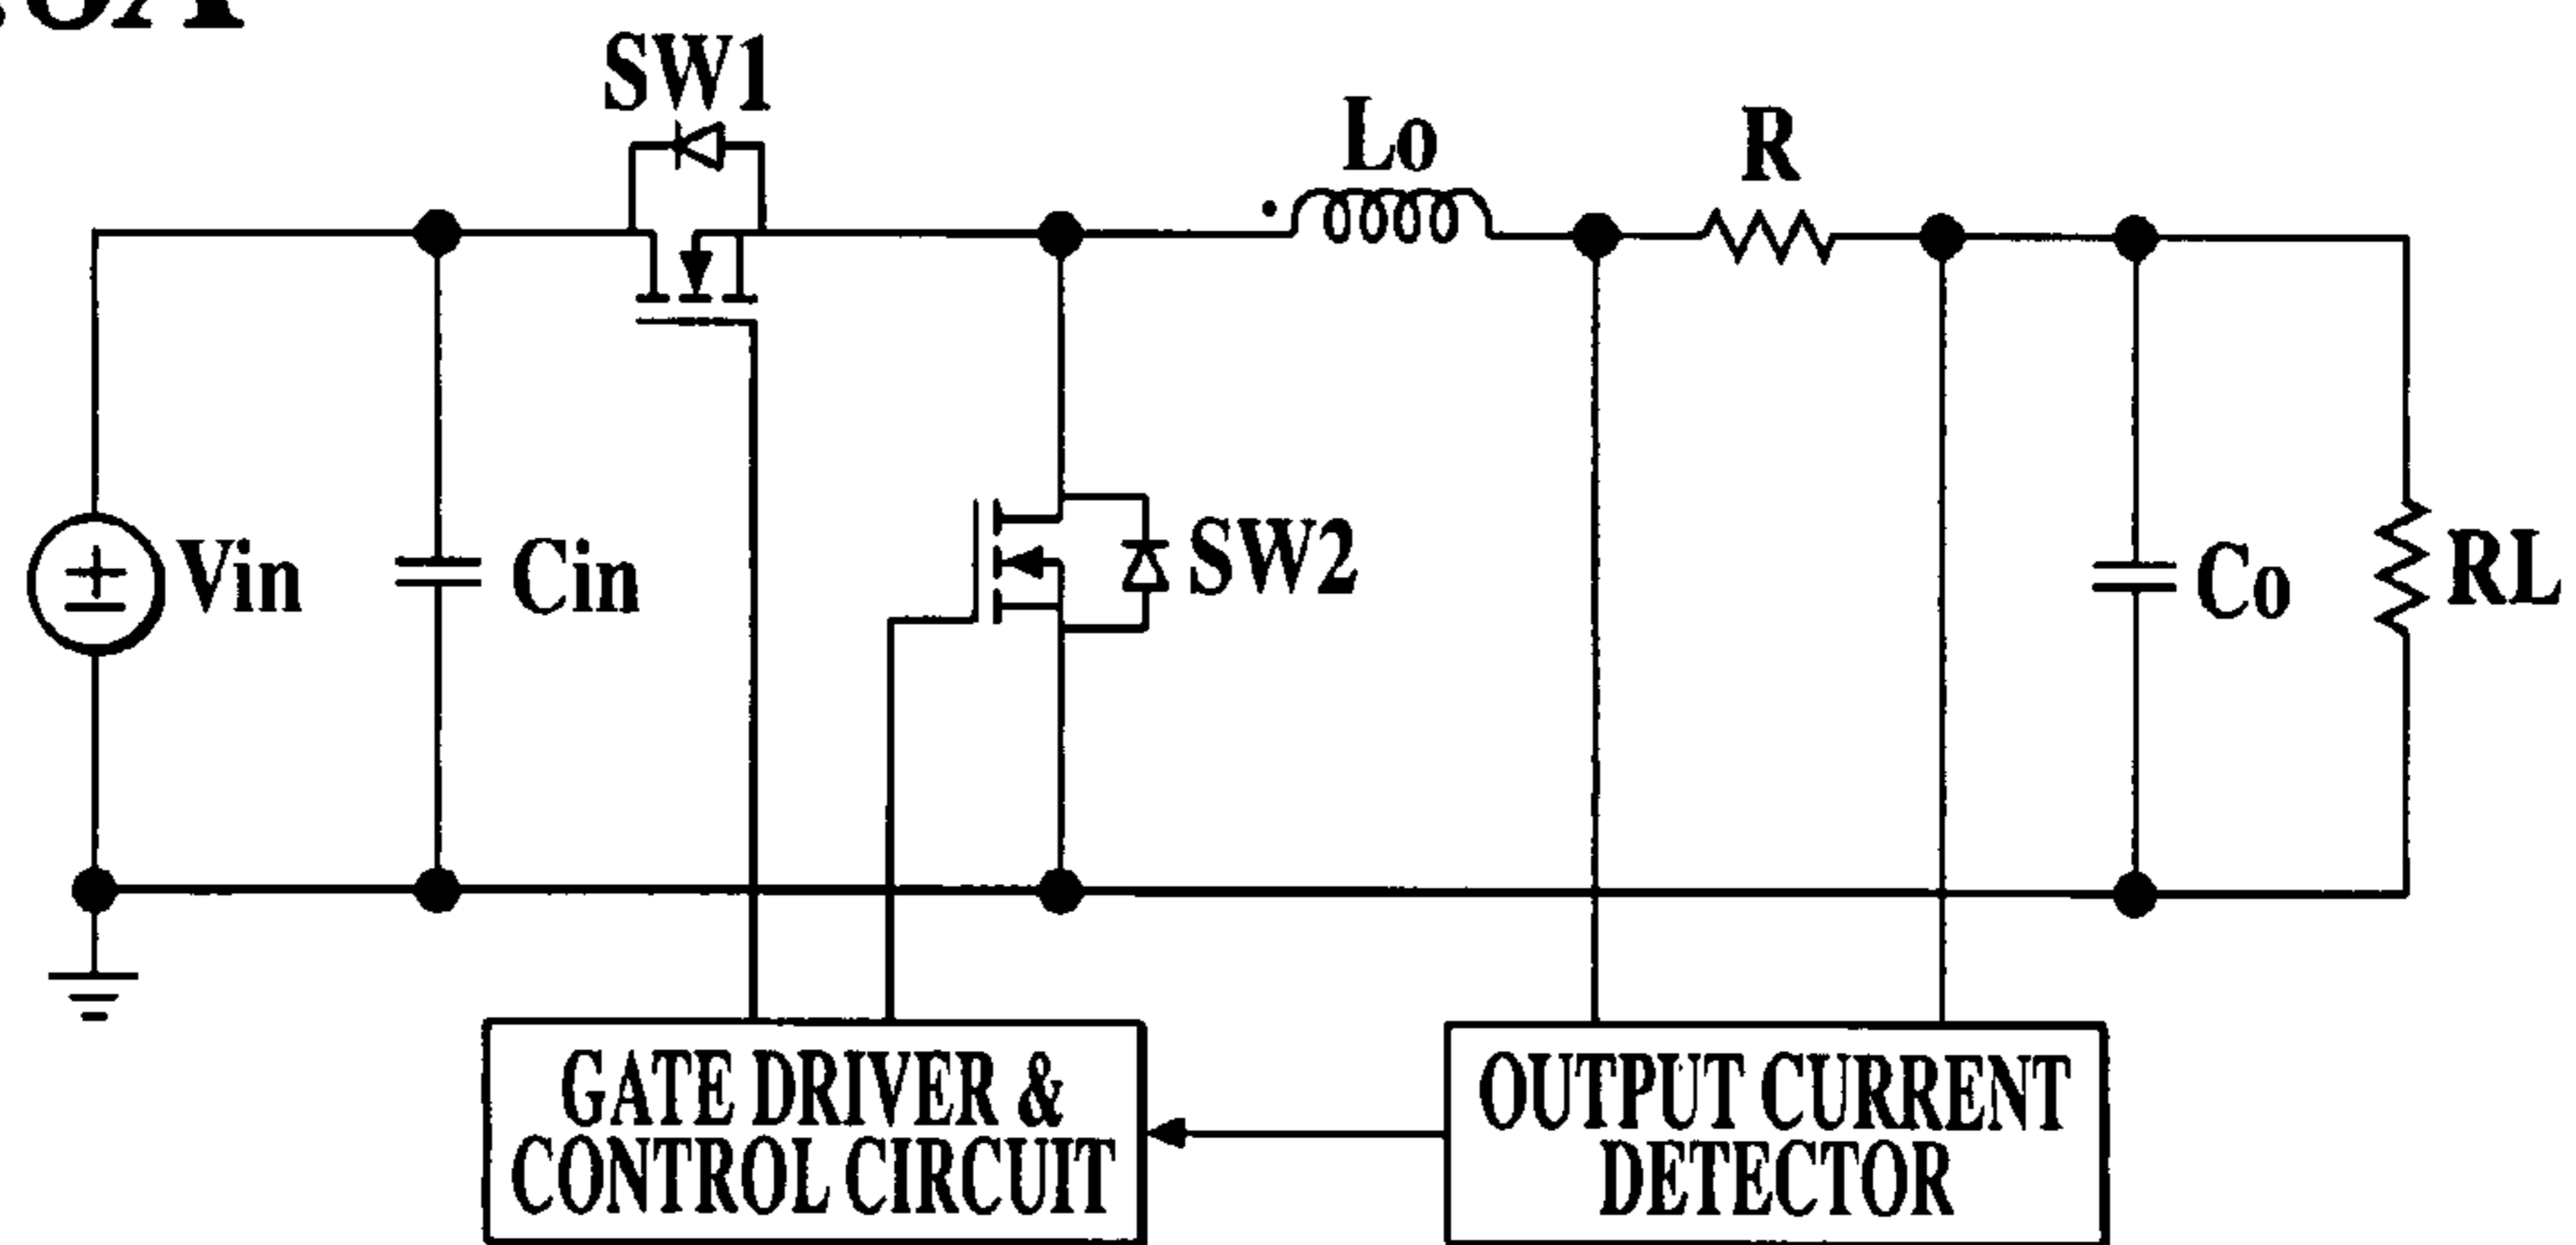 SW1
Lo
R
Vin
Cin
SW2
Co
RL
GATE DRIVER &
CONTROL CIRCUIT
OUTPUT CURRENT
DETECTOR